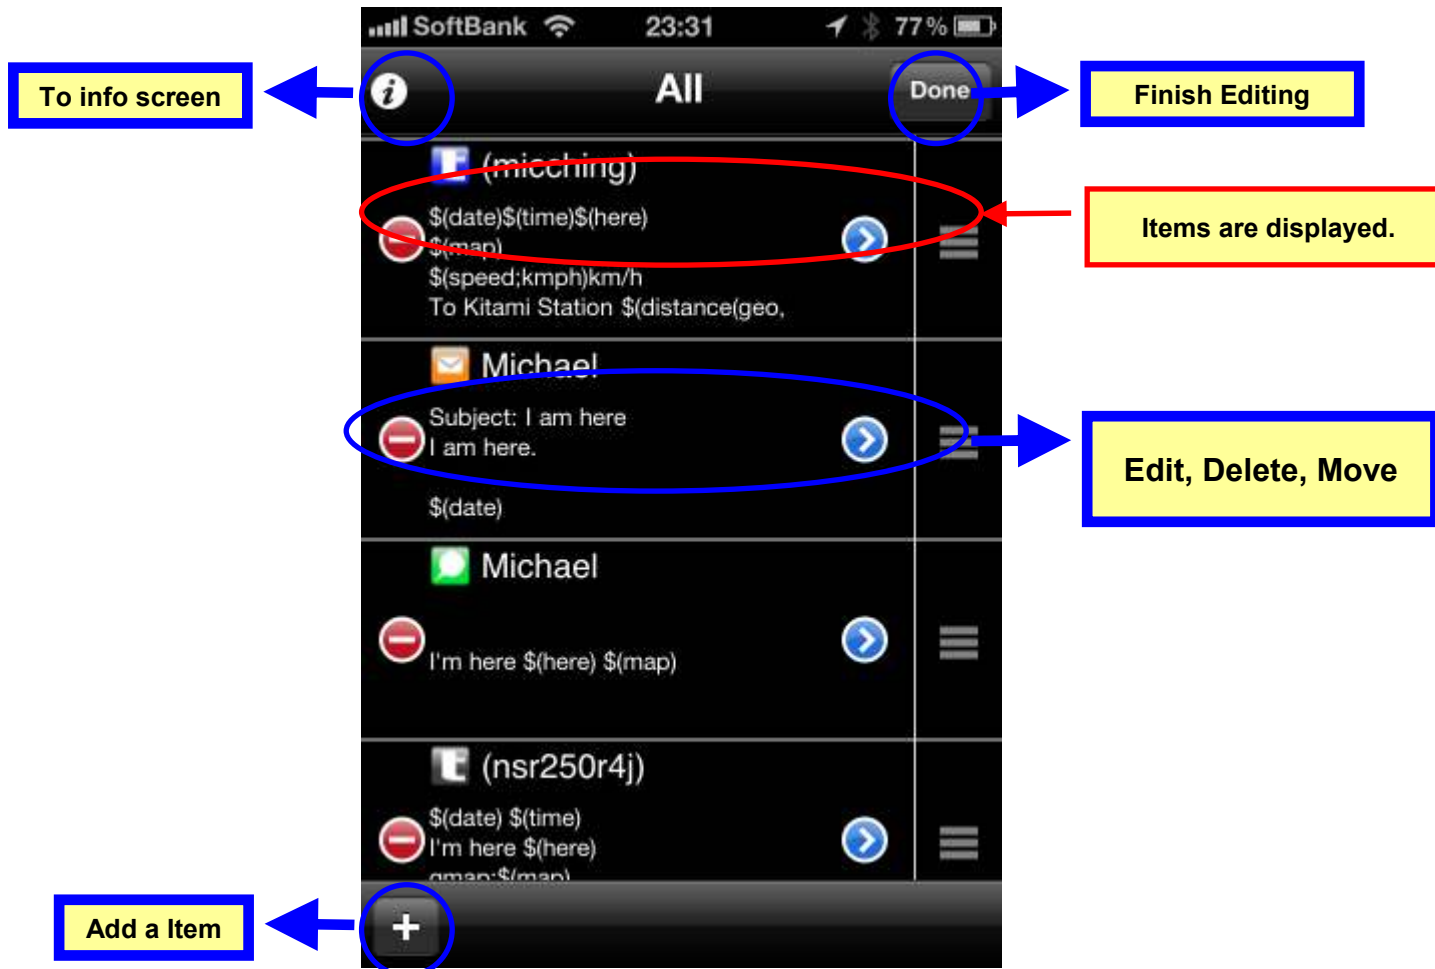 SoftBank 23:31 77%
To info screen
All
Done
Finish Editing
(micching)
$(date)$(time)$(here)
$(map)
$(speed;kmph)km/h
To Kitami Station $(distance(geo,
Items are displayed.
Michael
Subject: I am here
I am here.
$(date)
Edit, Delete, Move
Michael
I'm here $(here) $(map)
(nsr250r4j)
$(date) $(time)
I'm here $(here)
gmap:$(map)
Add a Item
+